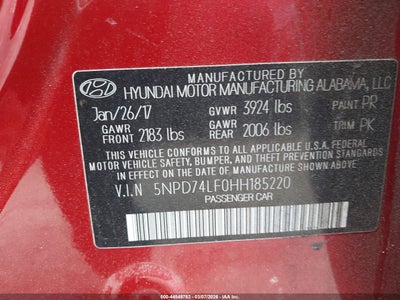 MANUFACTURED BY
HYUNDAI MOTOR MANUFACTURING ALABAMA, LLC
Jan/26/17 GVWR 3924 lbs PAINT PR
GAWR FRONT 2183 lbs GAWR REAR 2006 lbs TRIM PK
THIS VEHICLE CONFORMS TO ALL APPLICABLE U.S. FEDERAL
MOTOR VEHICLE SAFETY, BUMPER, AND THEFT PREVENTION STANDARDS
IN EFFECT ON THE DATE OF MANUFACTURE SHOWN ABOVE.
V.I.N 5NPD74LF0HH185220
PASSENGER CAR